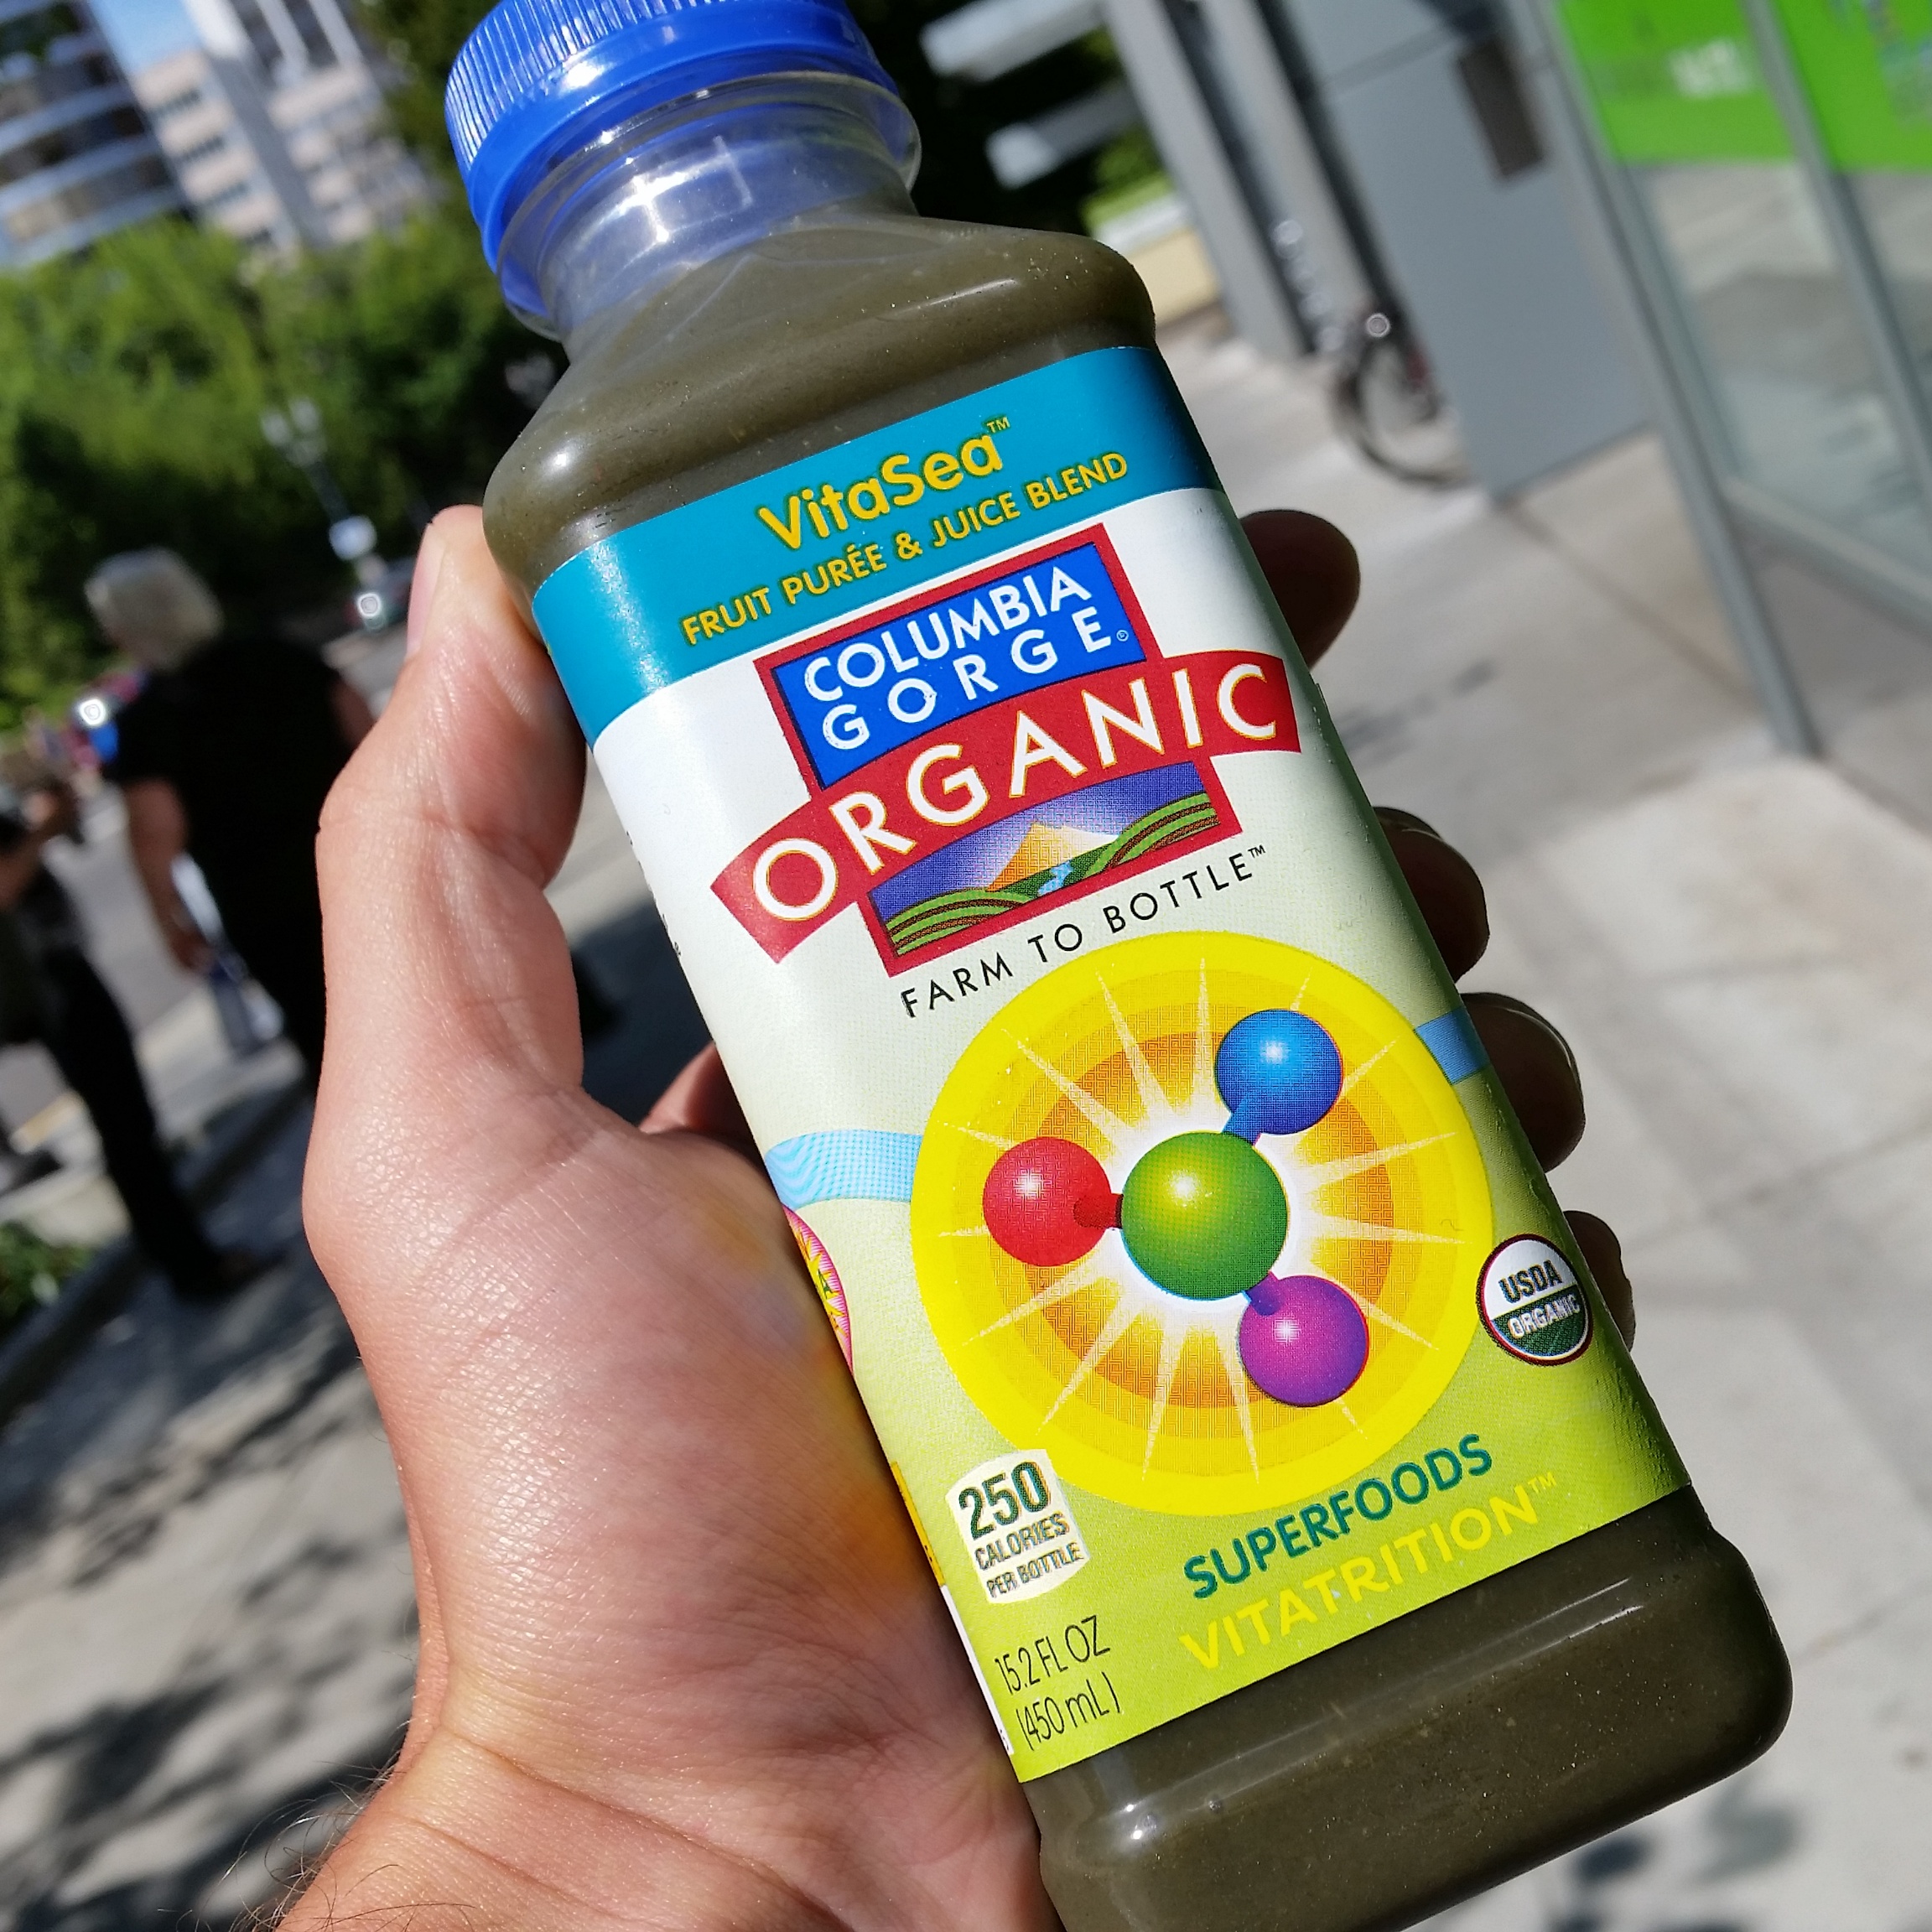 VitaSea™
FRUIT PURÉE & JUICE BLEND
COLUMBIA
GORGE®
ORGANIC
FARM TO BOTTLE™
USDA
ORGANIC
250
CALORIES
PER BOTTLE
SUPERFOODS
VITATRITION™
15.2 FL OZ
(450 mL)